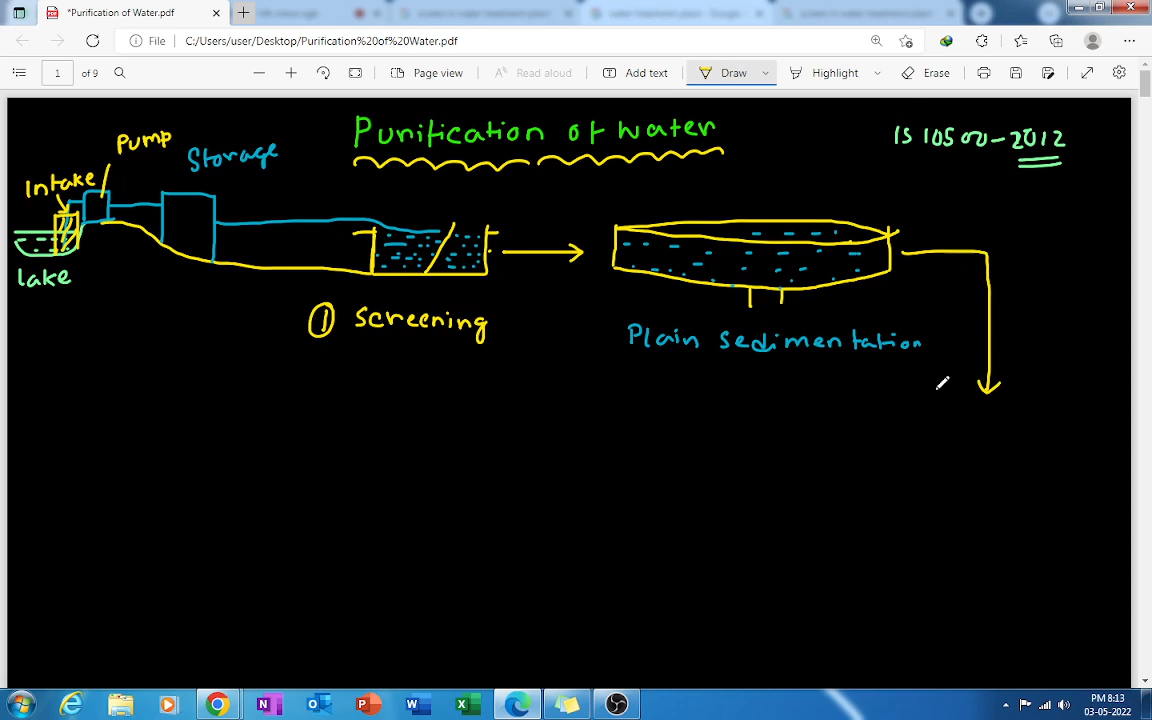 *Purification of Water.pdf
File
C:/Users/user/Desktop/Purification%20of%20Water.pdf
1
of 9
Page view
Read aloud
Add text
Draw
Highlight
Erase
Purification of water
IS 10500-2012
Pump
Storage
Intake
lake
① Screening
Plain sedimentation
PM 8:13
03-05-2022